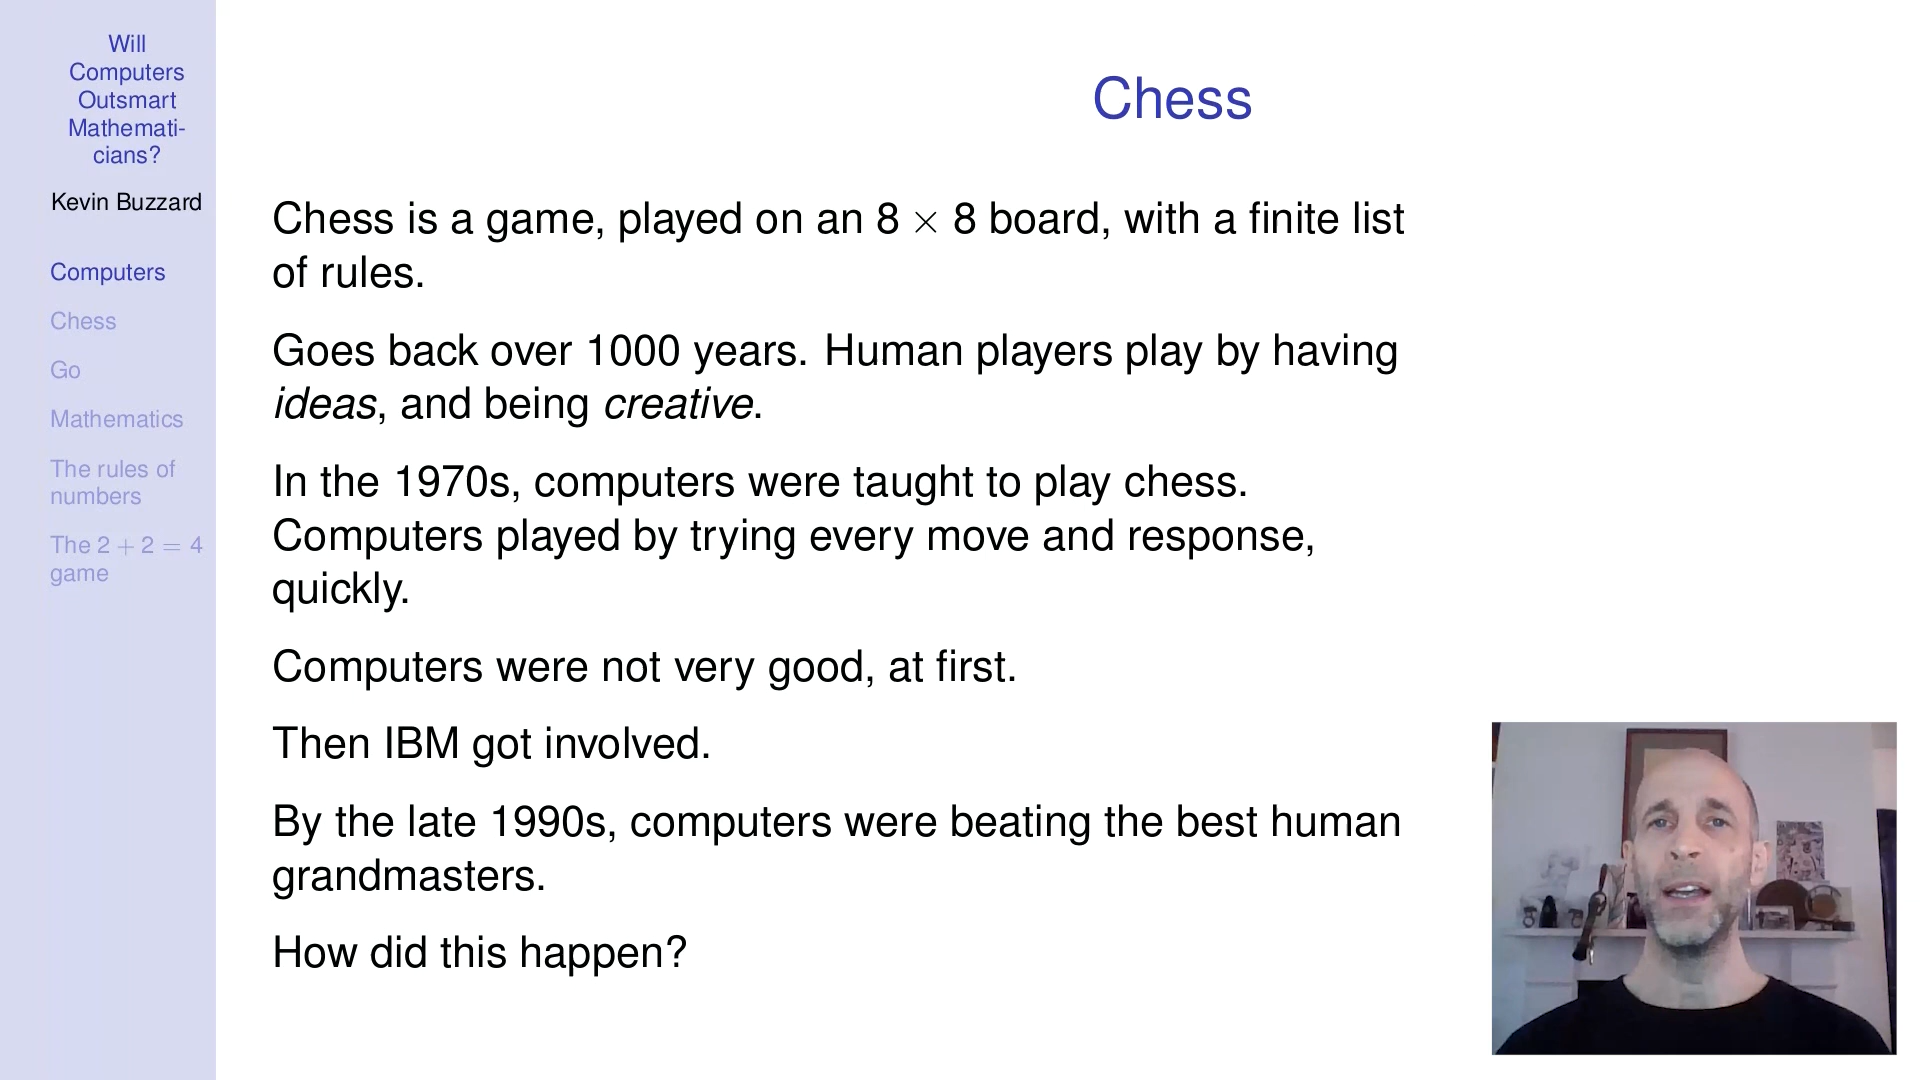 Will
Computers
Outsmart
Mathemati-
cians?
Kevin Buzzard
Computers
Chess
Go
Mathematics
The rules of
numbers
The 2 + 2 = 4
game
Chess
Chess is a game, played on an 8 × 8 board, with a finite list
of rules.
Goes back over 1000 years. Human players play by having
ideas, and being creative.
In the 1970s, computers were taught to play chess.
Computers played by trying every move and response,
quickly.
Computers were not very good, at first.
Then IBM got involved.
By the late 1990s, computers were beating the best human
grandmasters.
How did this happen?